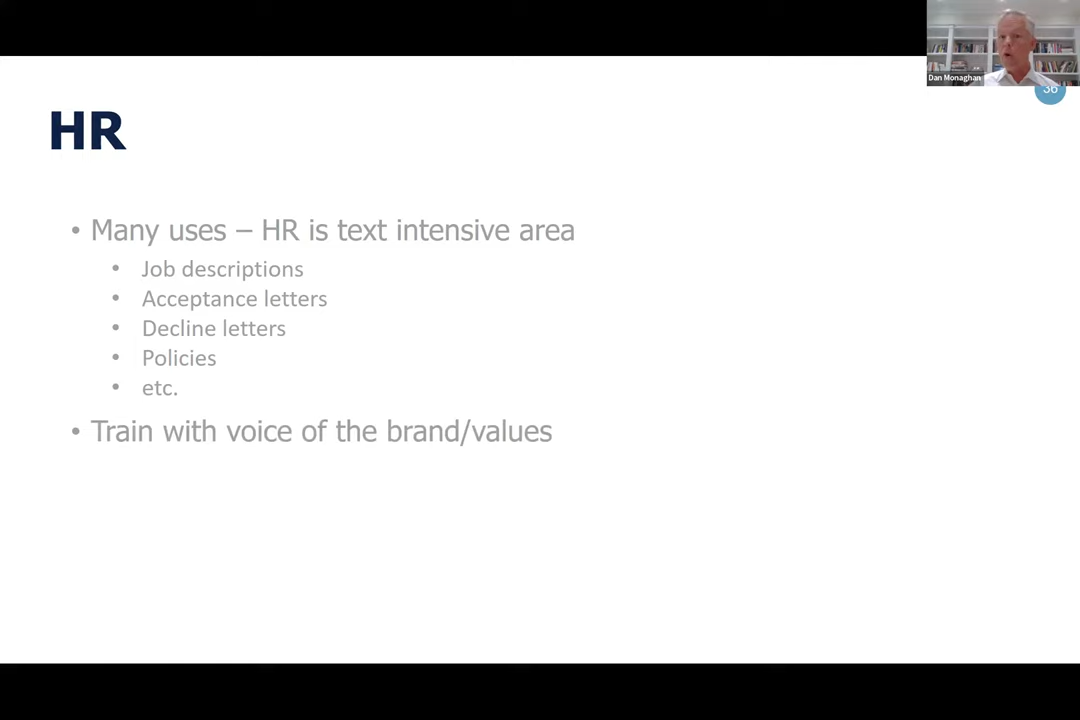 Dan Monaghan
36
HR
• Many uses – HR is text intensive area
• Job descriptions
• Acceptance letters
• Decline letters
• Policies
• etc.
• Train with voice of the brand/values